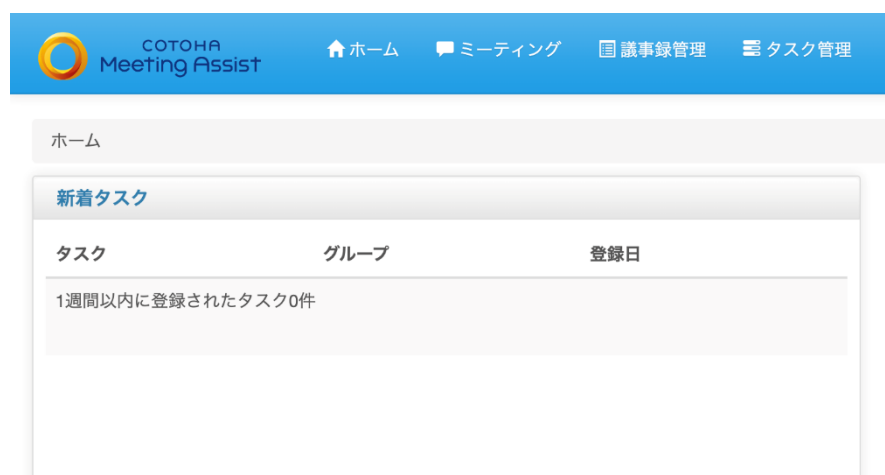 COTOHA
Meeting Assist
ホーム ミーティング 議事録管理 タスク管理
ホーム
新着タスク
タスク グループ 登録日
1週間以内に登録されたタスク0件